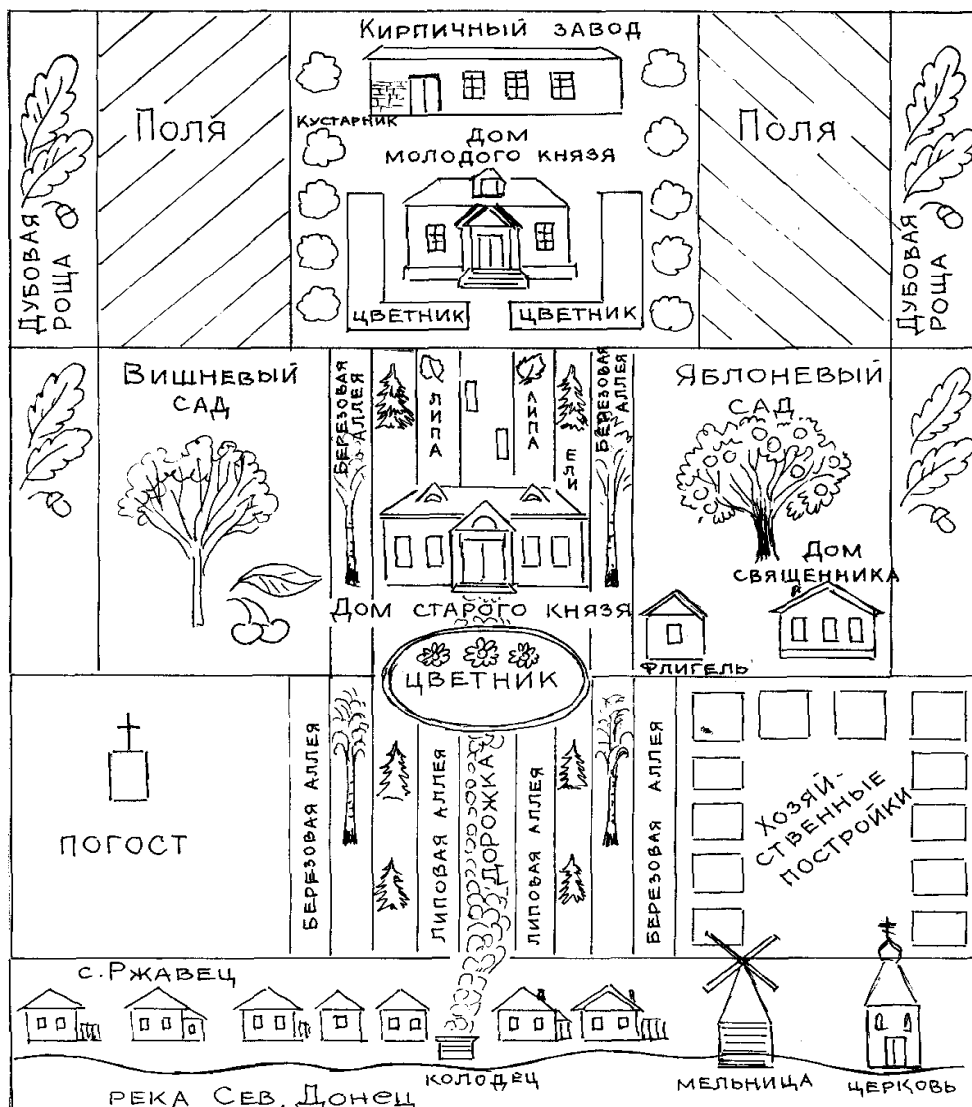 КИРПИЧНЫЙ ЗАВОД
КУСТАРНИК
ПОЛЯ
ПОЛЯ
ДОМ
МОЛОДОГО КНЯЗЯ
ДУБОВАЯ
РОЩА
ДУБОВАЯ
РОЩА
ЦВЕТНИК
ЦВЕТНИК
ВИШНЕВЫЙ
САД
БЕРЕЗОВАЯ
АЛЛЕЯ
ЛИПА
ЛИПА
ЕЛИ
БЕРЕЗОВАЯ
АЛЛЕЯ
ЯБЛОНЕВЫЙ
САД
ДОМ
СВЯЩЕННИКА
ДОМ СТАРОГО КНЯЗЯ
ФЛИГЕЛЬ
ЦВЕТНИК
ПОГОСТ
БЕРЕЗОВАЯ АЛЛЕЯ
ЛИПОВАЯ АЛЛЕЯ
ДОРОЖКА
ЛИПОВАЯ АЛЛЕЯ
БЕРЕЗОВАЯ АЛЛЕЯ
ХОЗЯЙ-
СТВЕННЫЕ
ПОСТРОЙКИ
с. РЖАВЕЦ
КОЛОДЕЦ
МЕЛЬНИЦА
ЦЕРКОВЬ
РЕКА СЕВ. ДОНЕЦ